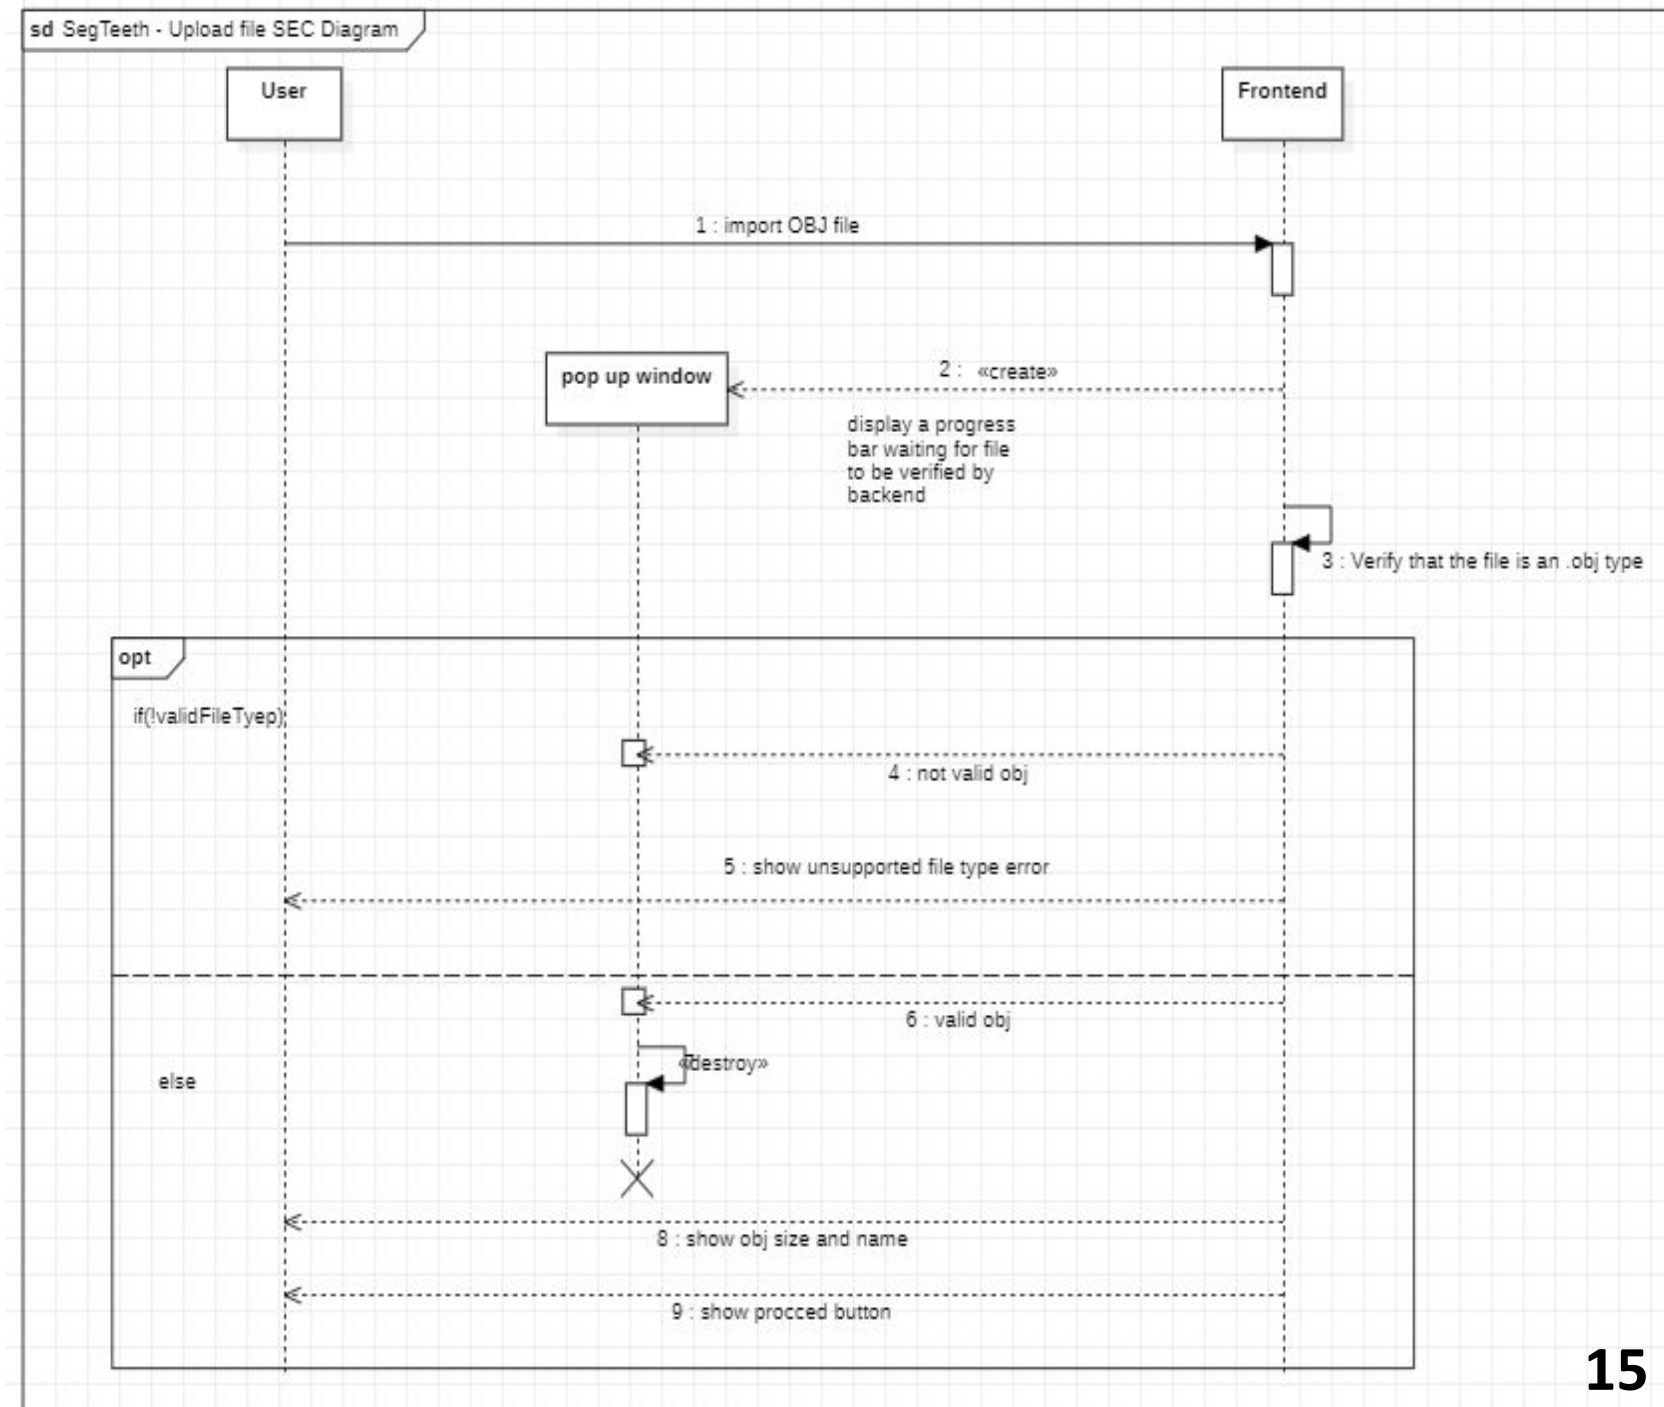 sd SegTeeth - Upload file SEC Diagram
User
Frontend
1 : import OBJ file
pop up window
2 : «create»
display a progress
bar waiting for file
to be verified by
backend
3 : Verify that the file is an .obj type
opt
if(!validFileTyep)
4 : not valid obj
5 : show unsupported file type error
6 : valid obj
«destroy»
else
8 : show obj size and name
9 : show procced button
15